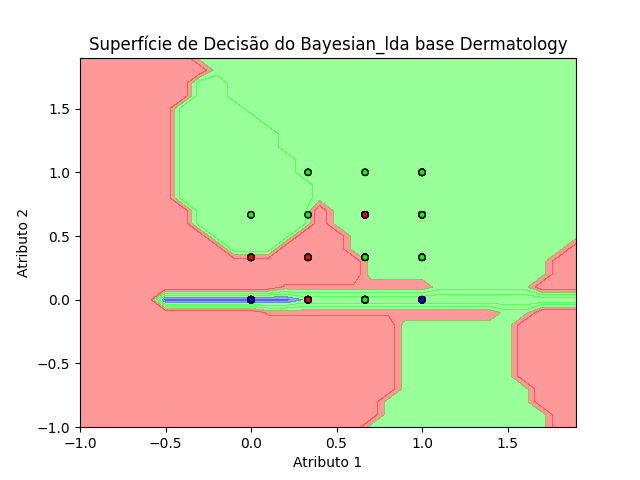 Superfície de Decisão do Bayesian_lda base Dermatology
1.5
1.0
0.5
0.0
−0.5
−1.0
Atributo 2
−1.0 −0.5 0.0 0.5 1.0 1.5
Atributo 1